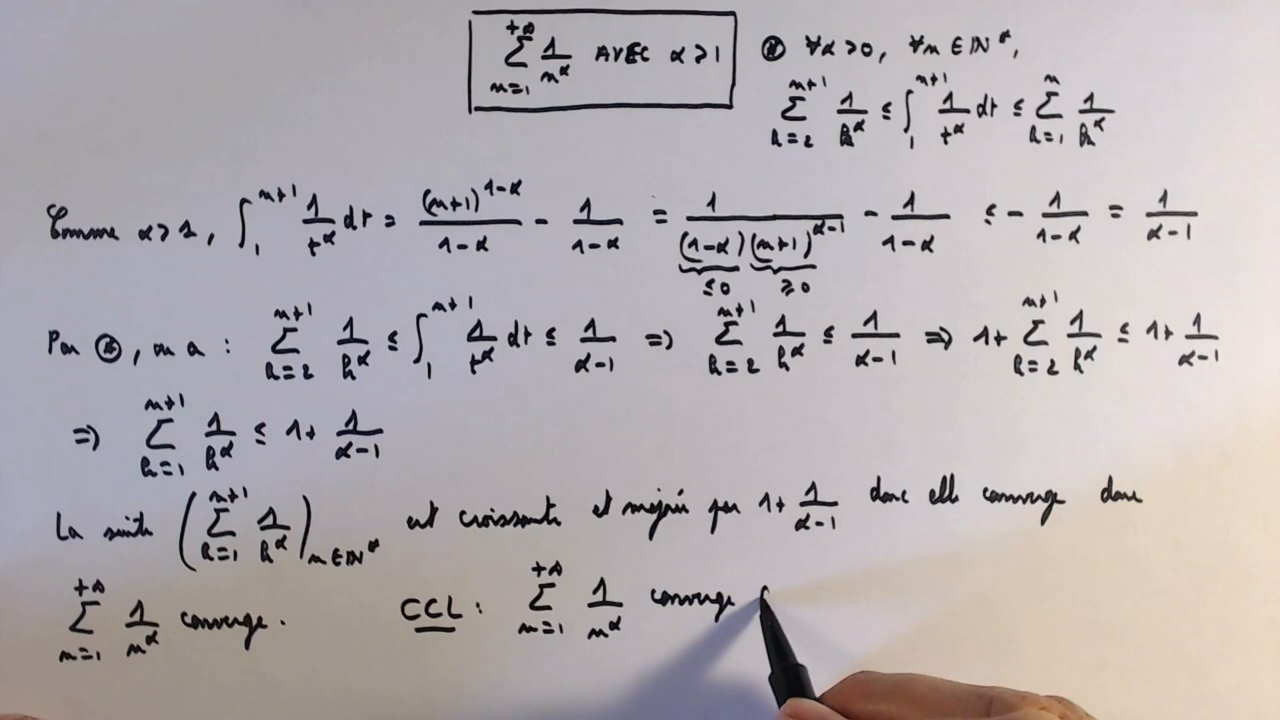 ∑_{n=1}^{+∞} 1/n^α AVEC α>1
⊛ ∀α>0, ∀n∈ℕ*,
∑_{k=2}^{n+1} 1/k^α ≤ ∫_1^{n+1} 1/t^α dt ≤ ∑_{k=1}^{n} 1/k^α
Comme α>1, ∫_1^{n+1} 1/t^α dt = (n+1)^{1-α}/(1-α) - 1/(1-α) = 1/((1-α)(n+1)^{α-1}) - 1/(1-α) ≤ - 1/(1-α) = 1/(α-1)
≤0 ≥0
Par ⊛, on a : ∑_{k=2}^{n+1} 1/k^α ≤ ∫_1^{n+1} 1/t^α dt ≤ 1/(α-1) => ∑_{k=2}^{n+1} 1/k^α ≤ 1/(α-1) => 1+ ∑_{k=2}^{n+1} 1/k^α ≤ 1+ 1/(α-1)
=> ∑_{k=1}^{n+1} 1/k^α ≤ 1+ 1/(α-1)
La suite (∑_{k=1}^{n+1} 1/k^α)_{n∈ℕ*} est croissante et majorée par 1+ 1/(α-1) donc elle converge donc
∑_{n=1}^{+∞} 1/n^α converge. CCL : ∑_{n=1}^{+∞} 1/n^α converge